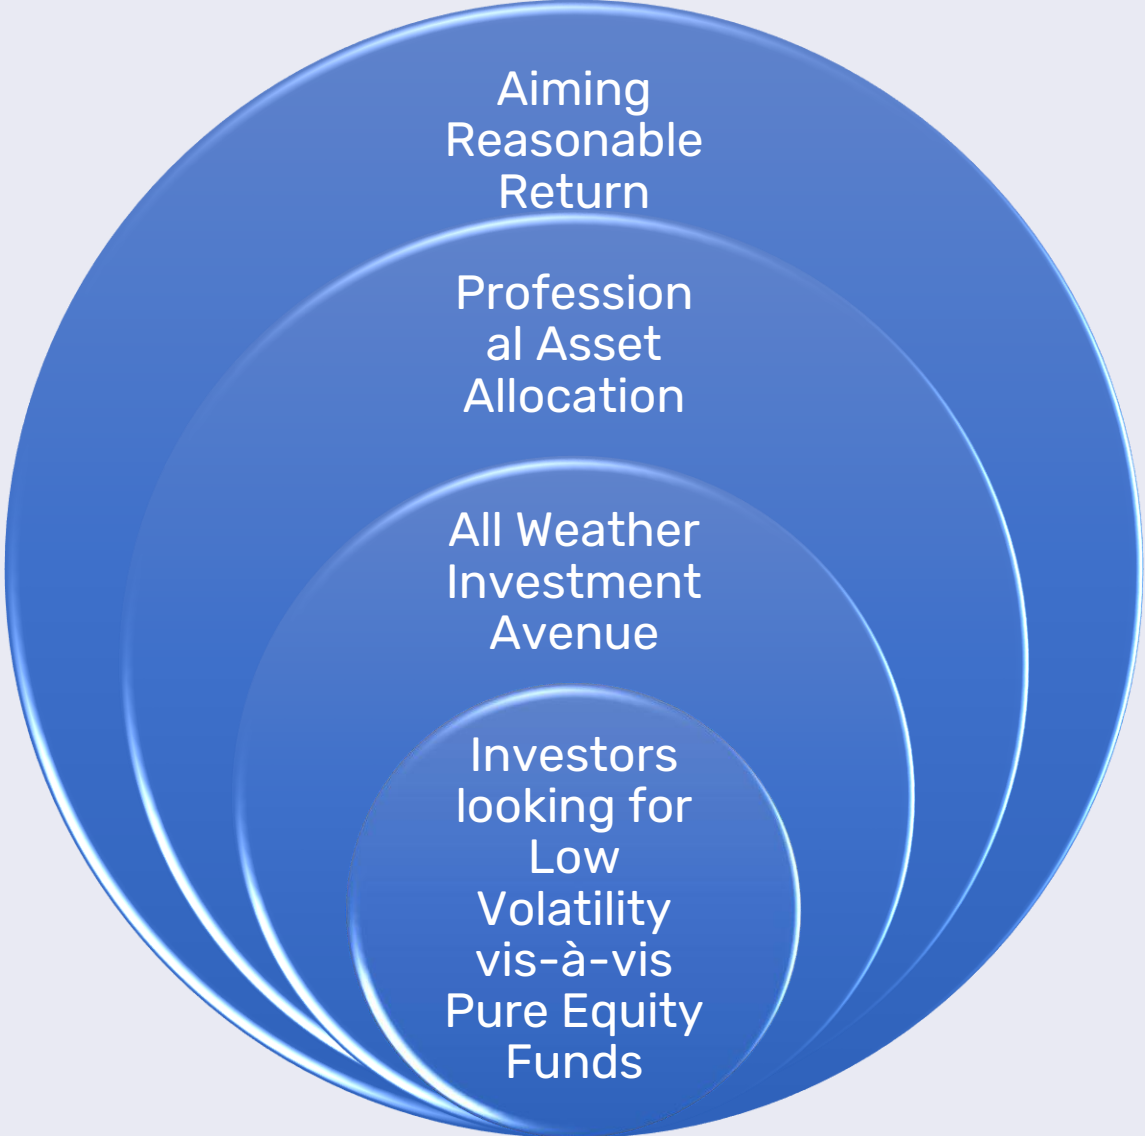 Aiming
Reasonable
Return
Profession
al Asset
Allocation
All Weather
Investment
Avenue
Investors
looking for
Low
Volatility
vis-à-vis
Pure Equity
Funds